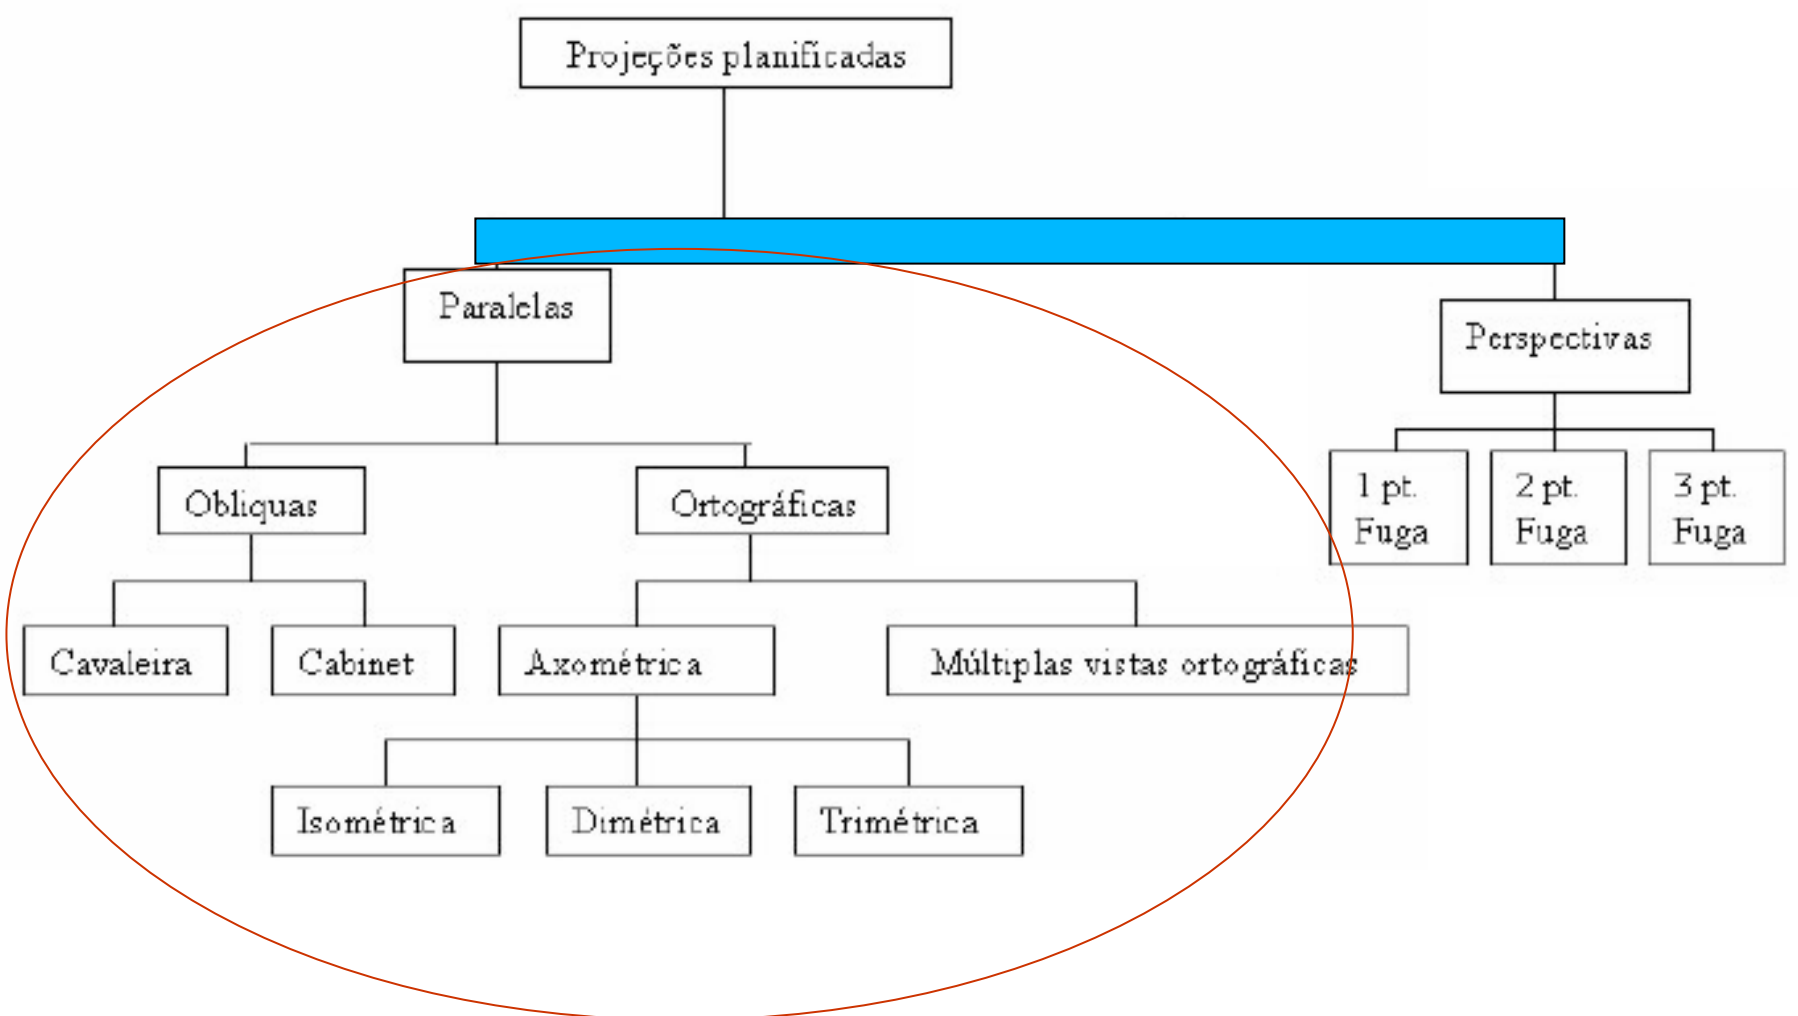 Projeções planificadas
Paralelas
Perspectivas
1 pt.
Fuga
2 pt.
Fuga
3 pt.
Fuga
Obliquas
Ortográficas
Cavaleira
Cabinet
Axométrica
Múltiplas vistas ortográficas
Isométrica
Dimétrica
Trimétrica